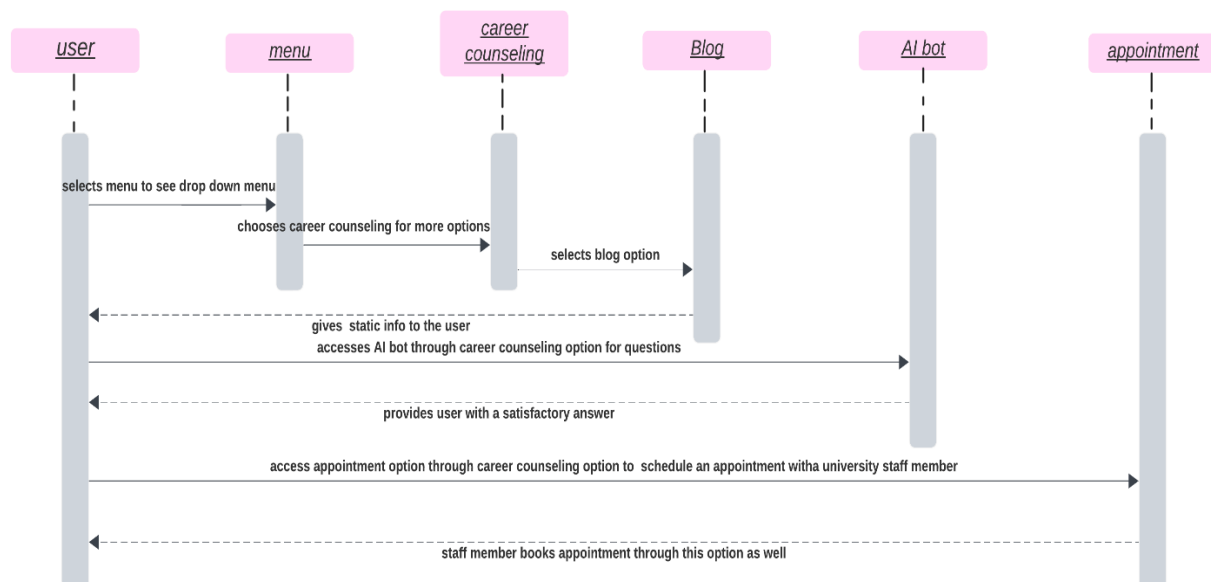 user
menu
career
counseling
Blog
AI bot
appointment
selects menu to see drop down menu
chooses career counseling for more options
selects blog option
gives static info to the user
accesses AI bot through career counseling option for questions
provides user with a satisfactory answer
access appointment option through career counseling option to schedule an appointment witha university staff member
staff member books appointment through this option as well